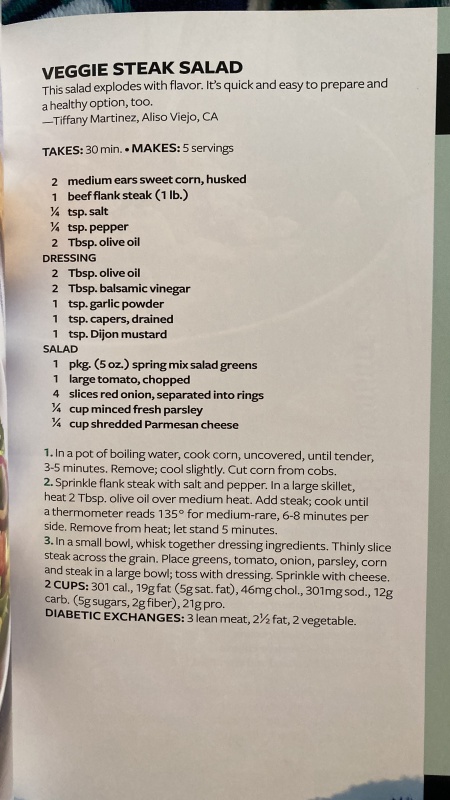 VEGGIE STEAK SALAD
This salad explodes with flavor. It's quick and easy to prepare and
a healthy option, too.
—Tiffany Martinez, Aliso Viejo, CA
TAKES: 30 min. • MAKES: 5 servings
2 medium ears sweet corn, husked
1 beef flank steak (1 lb.)
¼ tsp. salt
¼ tsp. pepper
2 Tbsp. olive oil
DRESSING
2 Tbsp. olive oil
2 Tbsp. balsamic vinegar
1 tsp. garlic powder
1 tsp. capers, drained
1 tsp. Dijon mustard
SALAD
1 pkg. (5 oz.) spring mix salad greens
1 large tomato, chopped
4 slices red onion, separated into rings
¼ cup minced fresh parsley
¼ cup shredded Parmesan cheese
1. In a pot of boiling water, cook corn, uncovered, until tender,
3-5 minutes. Remove; cool slightly. Cut corn from cobs.
2. Sprinkle flank steak with salt and pepper. In a large skillet,
heat 2 Tbsp. olive oil over medium heat. Add steak; cook until
a thermometer reads 135° for medium-rare, 6-8 minutes per
side. Remove from heat; let stand 5 minutes.
3. In a small bowl, whisk together dressing ingredients. Thinly slice
steak across the grain. Place greens, tomato, onion, parsley, corn
and steak in a large bowl; toss with dressing. Sprinkle with cheese.
2 CUPS: 301 cal., 19g fat (5g sat. fat), 46mg chol., 301mg sod., 12g
carb. (5g sugars, 2g fiber), 21g pro.
DIABETIC EXCHANGES: 3 lean meat, 2½ fat, 2 vegetable.